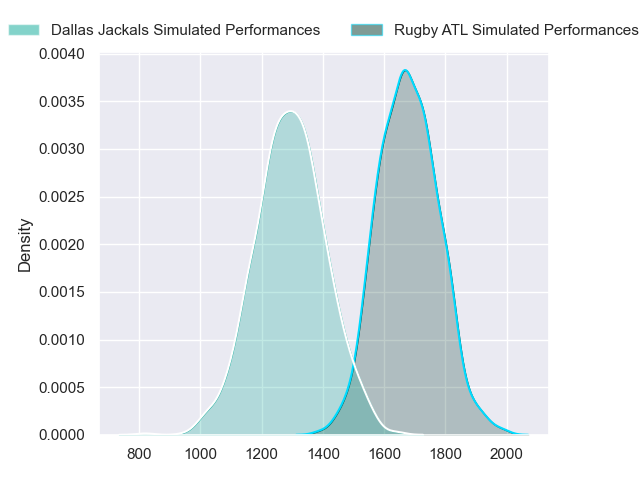 Dallas Jackals Simulated Performances
Rugby ATL Simulated Performances
0.0040
0.0035
0.0030
0.0025
0.0020
0.0015
0.0010
0.0005
0.0000
Density
800 1000 1200 1400 1600 1800 2000